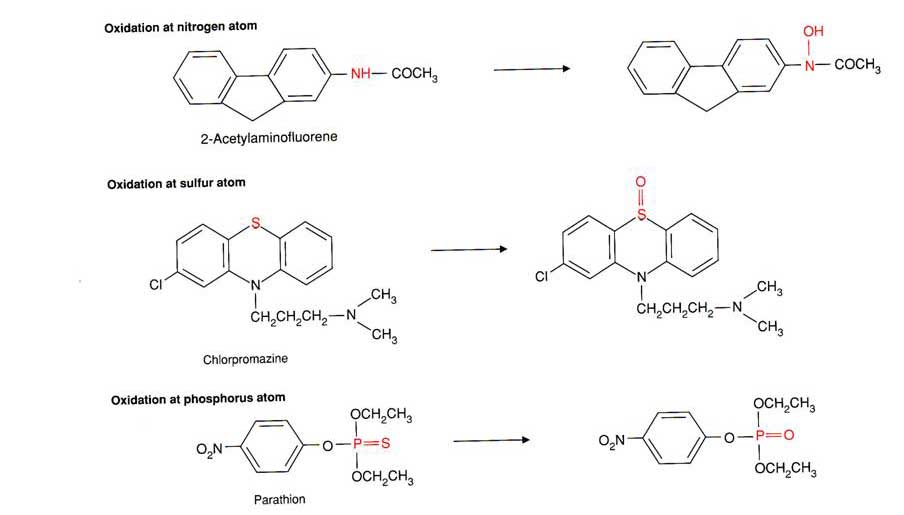 Oxidation at nitrogen atom
OH
NH — COCH₃
N — COCH₃
2-Acetylaminofluorene
Oxidation at sulfur atom
O
S
S
Cl
N
Cl
N
CH₂CH₂CH₂—N
CH₃
CH₃
CH₂CH₂CH₂—N
CH₃
CH₃
Chlorpromazine
Oxidation at phosphorus atom
OCH₂CH₃
O₂N
O—P=S
OCH₂CH₃
OCH₂CH₃
O₂N
O—P=O
OCH₂CH₃
Parathion